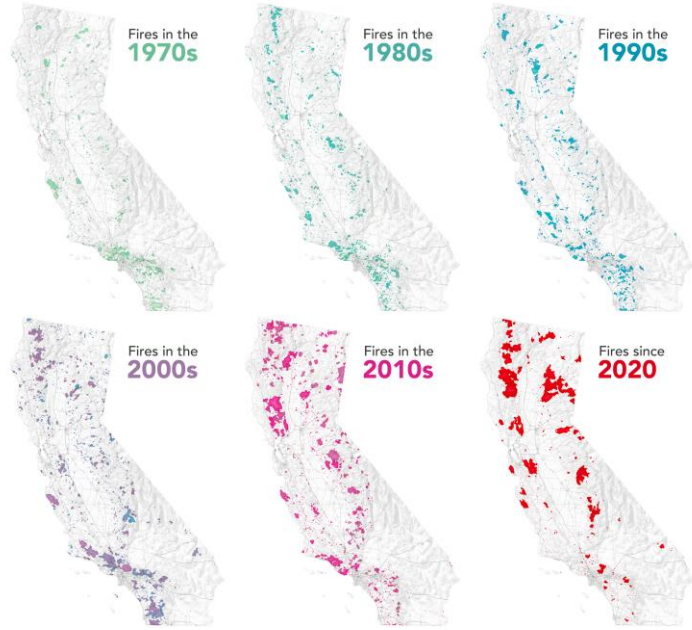 Fires in the
1970s
Fires in the
1980s
Fires in the
1990s
Fires in the
2000s
Fires in the
2010s
Fires since
2020